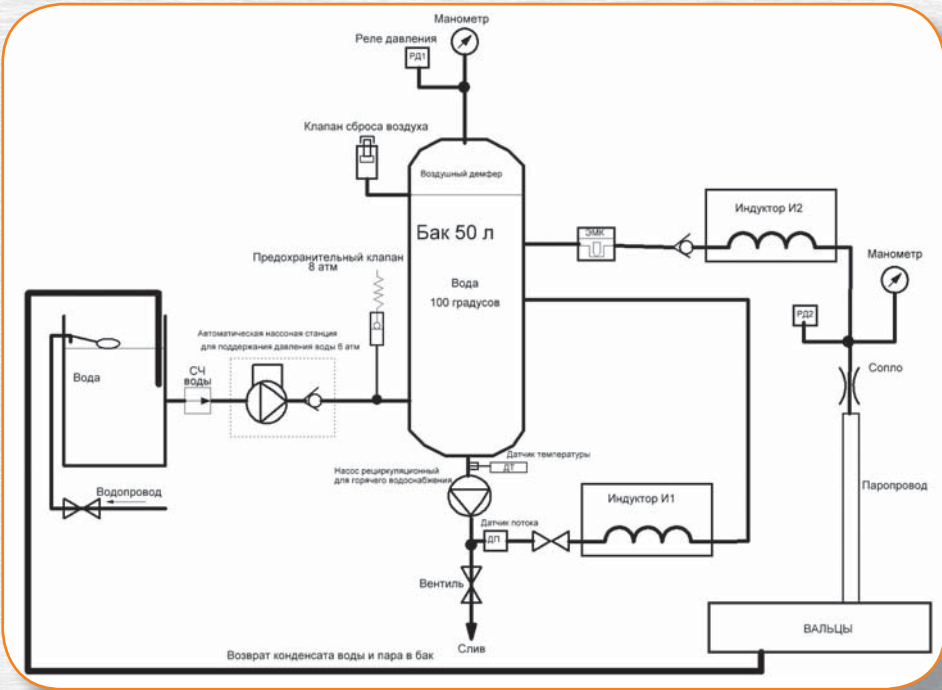 Манометр
Реле давления
РД1
Клапан сброса воздуха
Воздушный демфер
Бак 50 л
Вода
100 градусов
ЭМК
Индуктор И2
Манометр
РД2
Сопло
Паропровод
Предохранительный клапан
8 атм
Автоматическая насоная станция
для поддержания давления воды 6 атм
Вода
СЧ
воды
Водопровод
Датчик температуры
ДТ
Насос рециркуляционный
для горячего водоснабжения
Датчик потока
ДП
Индуктор И1
Вентиль
Слив
ВАЛЬЦЫ
Возврат конденсата воды и пара в бак